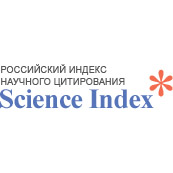 РОССИЙСКИЙ ИНДЕКС
НАУЧНОГО ЦИТИРОВАНИЯ
Science Index